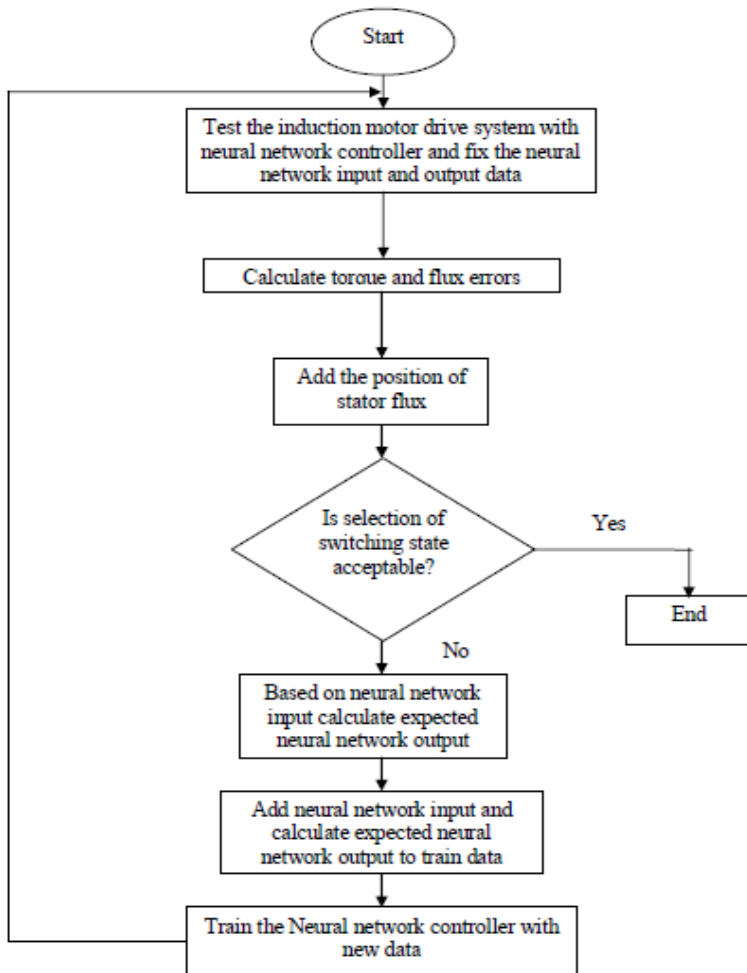 Start
Test the induction motor drive system with
neural network controller and fix the neural
network input and output data
Calculate torque and flux errors
Add the position of
stator flux
Is selection of
switching state
acceptable?
Yes
End
No
Based on neural network
input calculate expected
neural network output
Add neural network input and
calculate expected neural
network output to train data
Train the Neural network controller with
new data